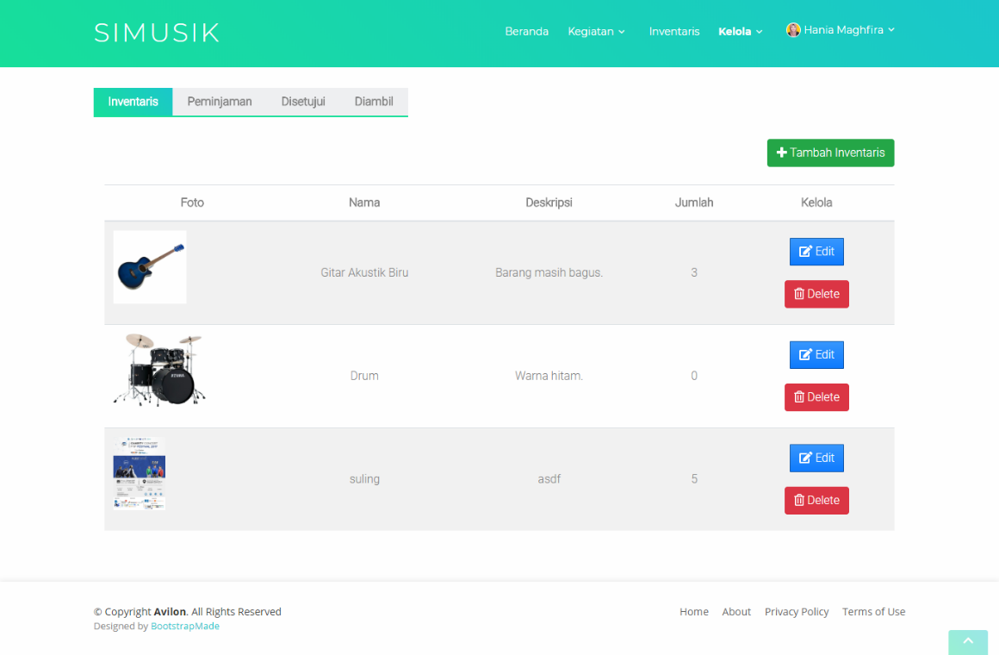 SIMUSIK
Beranda Kegiatan Inventaris Kelola Hania Maghfira
Inventaris Peminjaman Disetujui Diambil
Tambah Inventaris
Foto Nama Deskripsi Jumlah Kelola
Gitar Akustik Biru Barang masih bagus. 3
Edit
Delete
TAMA
Drum Warna hitam. 0
Edit
Delete
suling asdf 5
Edit
Delete
© Copyright Avilon. All Rights Reserved
Designed by BootstrapMade
Home About Privacy Policy Terms of Use